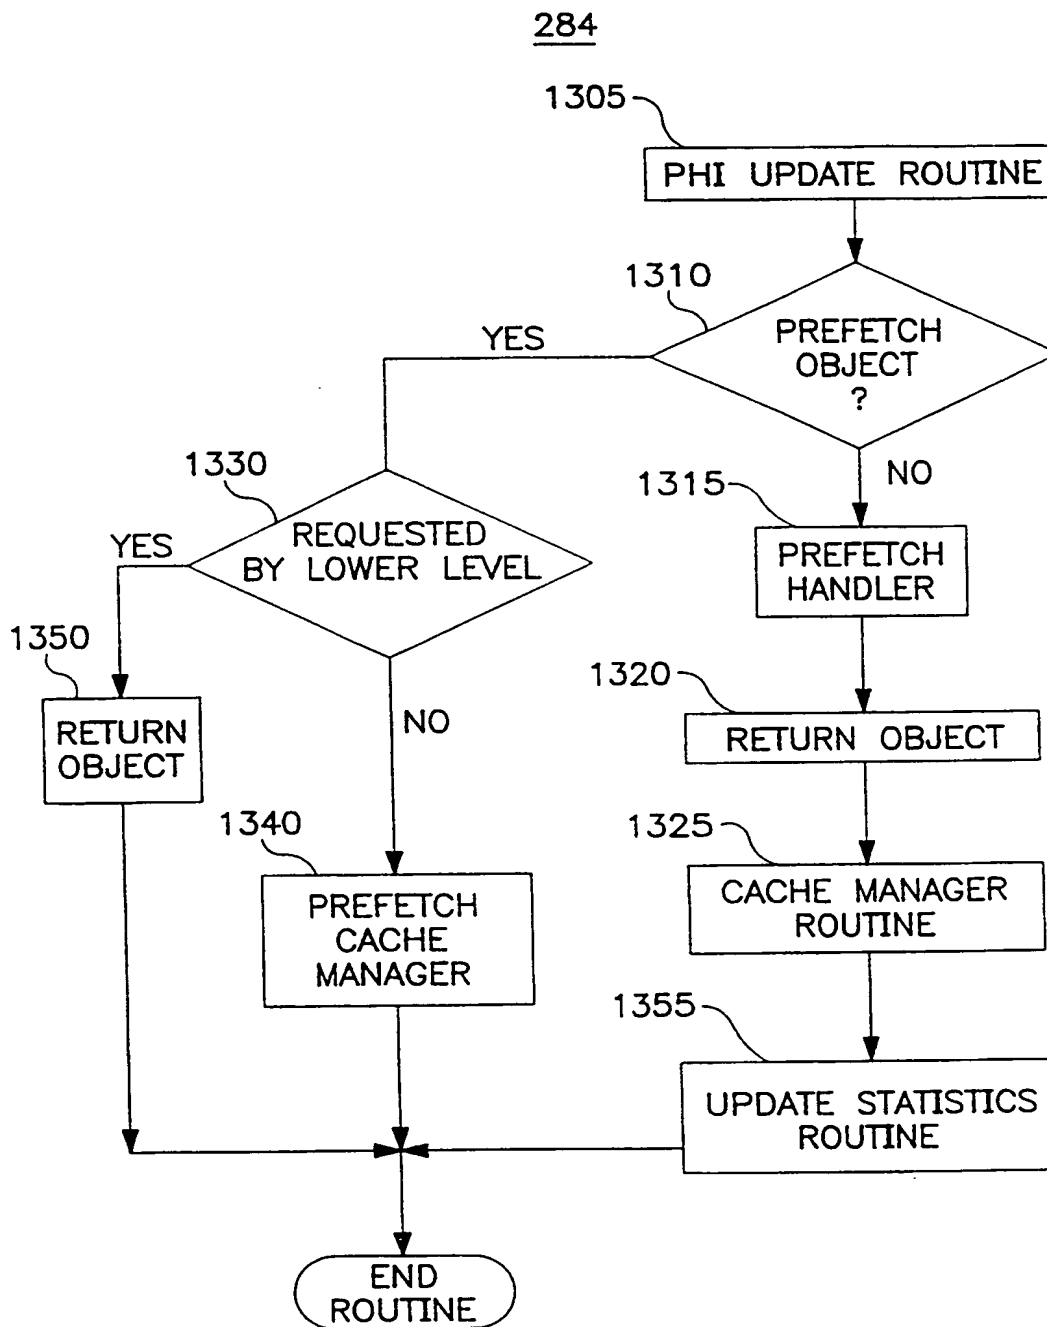 284
1305
PHI UPDATE ROUTINE
1310
PREFETCH
OBJECT
?
YES
NO
1330
REQUESTED
BY LOWER LEVEL
YES
NO
1315
PREFETCH
HANDLER
1350
RETURN
OBJECT
1320
RETURN OBJECT
1340
PREFETCH
CACHE
MANAGER
1325
CACHE MANAGER
ROUTINE
1355
UPDATE STATISTICS
ROUTINE
END
ROUTINE